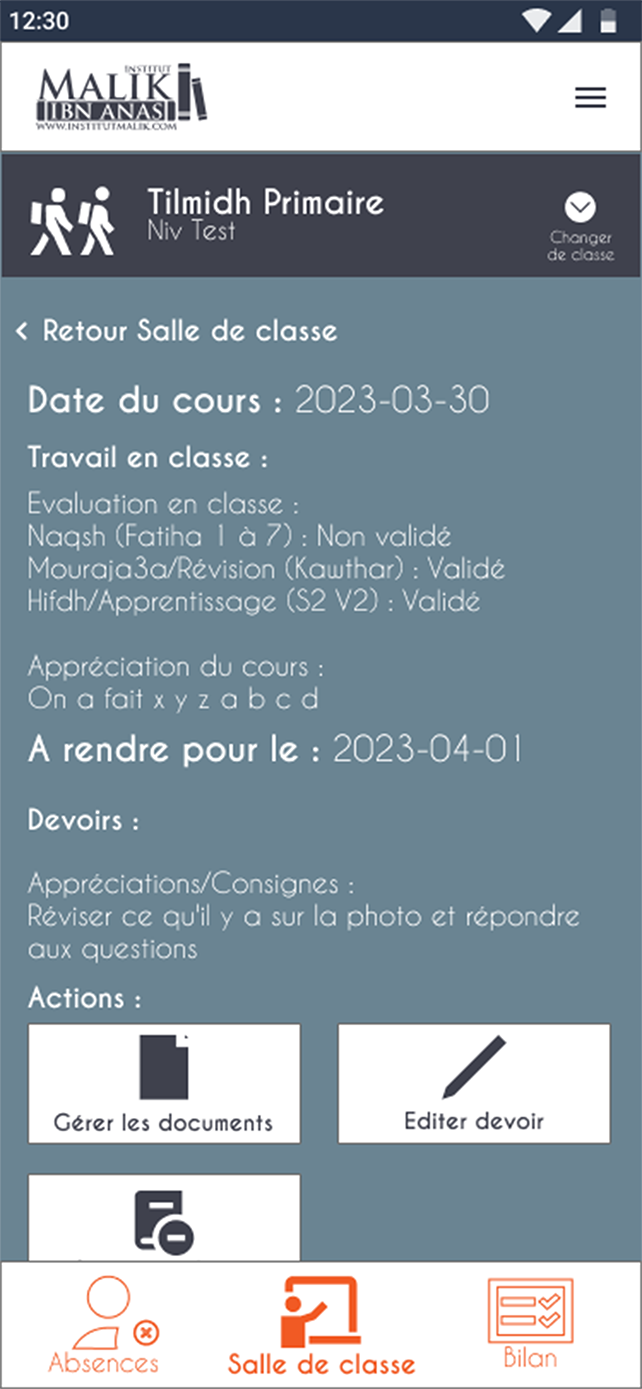 12:30
INSTITUT
MALIK
IBN ANAS
WWW.INSTITUTMALIK.COM
Tilmidh Primaire
Niv Test
Changer
de classe
Retour Salle de classe
Date du cours : 2023-03-30
Travail en classe :
Evaluation en classe :
Naqsh (Fatiha 1 à 7) : Non validé
Mouraja3a/Révision (Kawthar) : Validé
Hifdh/Apprentissage (S2 V2) : Validé
Appréciation du cours :
On a fait x y z a b c d
A rendre pour le : 2023-04-01
Devoirs :
Appréciations/Consignes :
Réviser ce qu'il y a sur la photo et répondre
aux questions
Actions :
Gérer les documents
Editer devoir
Absences
Salle de classe
Bilan